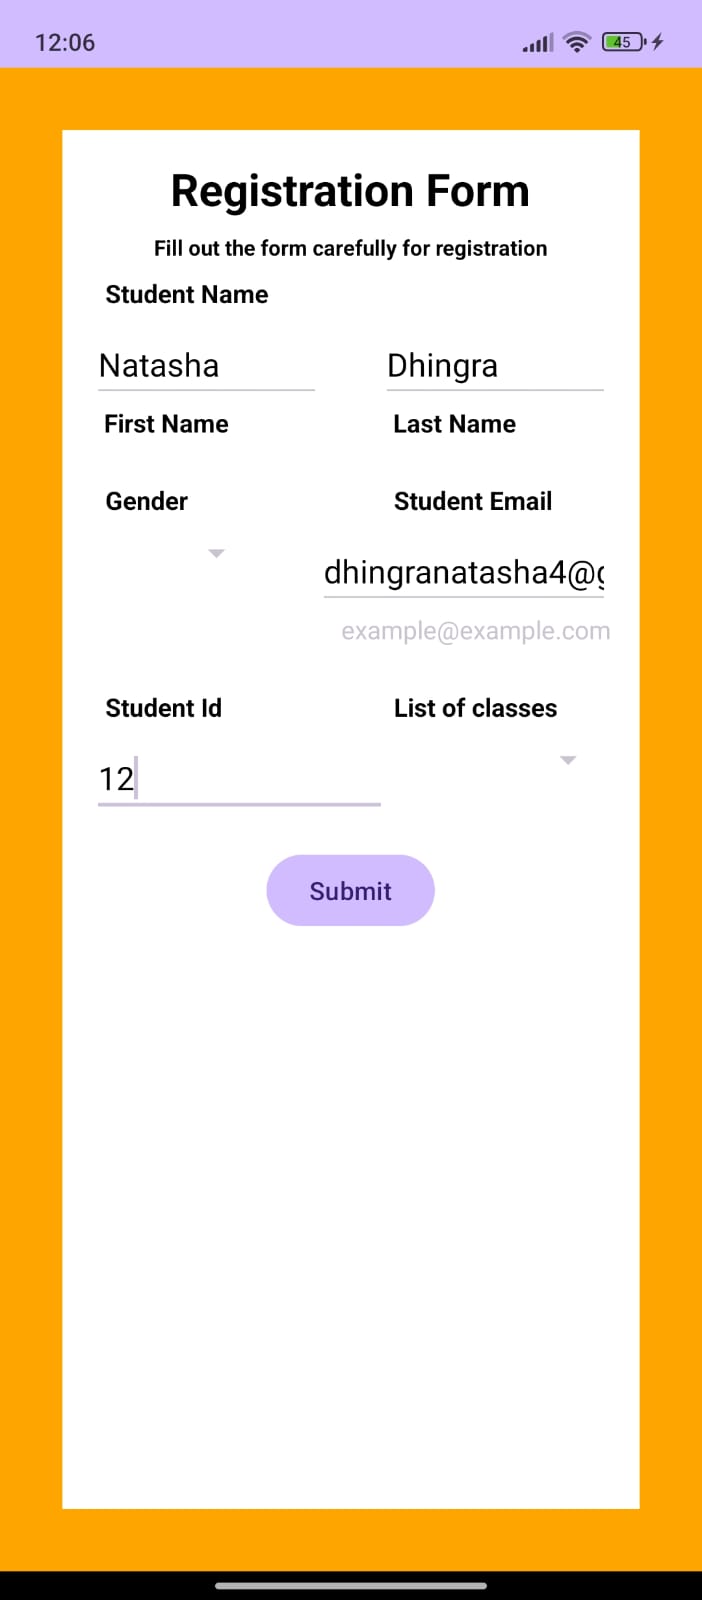 12:06 45
Registration Form
Fill out the form carefully for registration
Student Name
Natasha Dhingra
First Name Last Name
Gender Student Email
dhingranatasha4@
example@example.com
Student Id List of classes
12
Submit